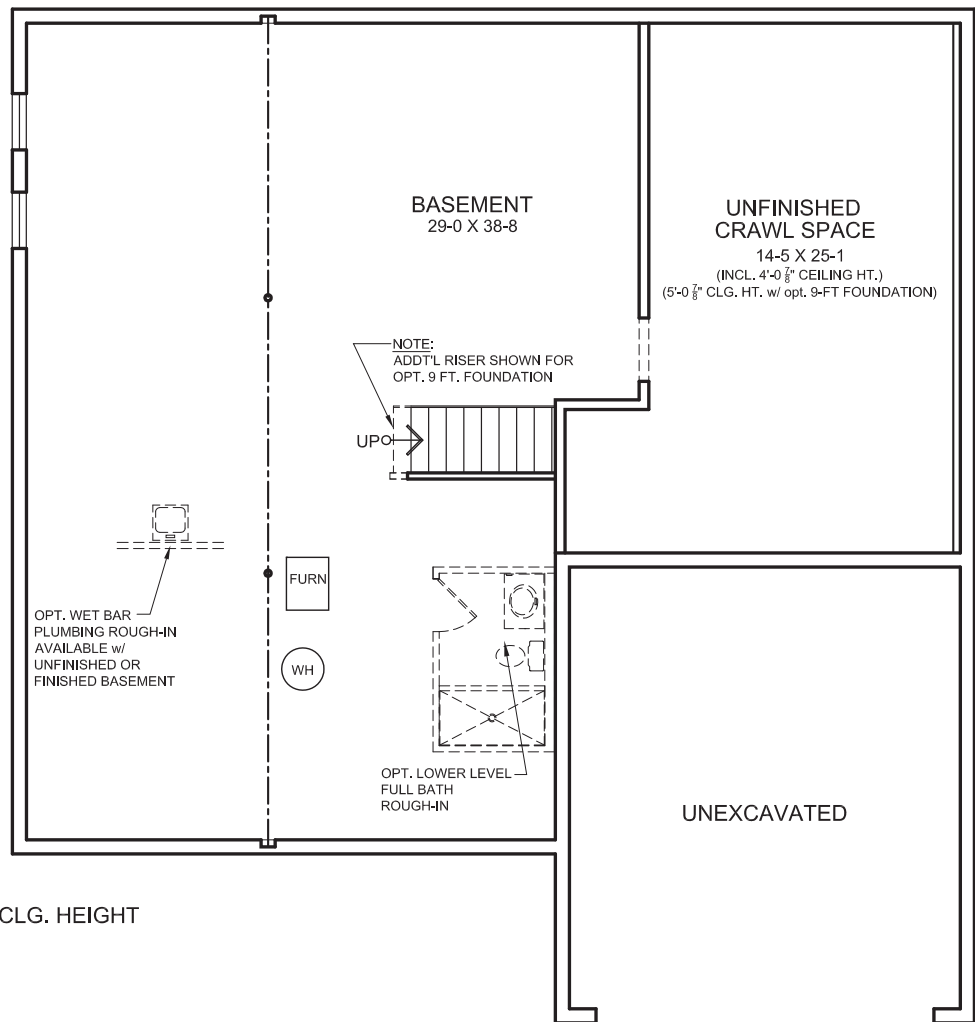 BASEMENT
29-0 X 38-8
UNFINISHED
CRAWL SPACE
14-5 X 25-1
(INCL. 4'-0 ⅞" CEILING HT.)
(5'-0 ⅞" CLG. HT. w/ opt. 9-FT FOUNDATION)
NOTE:
ADDT'L RISER SHOWN FOR
OPT. 9 FT. FOUNDATION
UP
FURN
OPT. WET BAR
PLUMBING ROUGH-IN
AVAILABLE w/
UNFINISHED OR
FINISHED BASEMENT
WH
OPT. LOWER LEVEL
FULL BATH
ROUGH-IN
UNEXCAVATED
CLG. HEIGHT